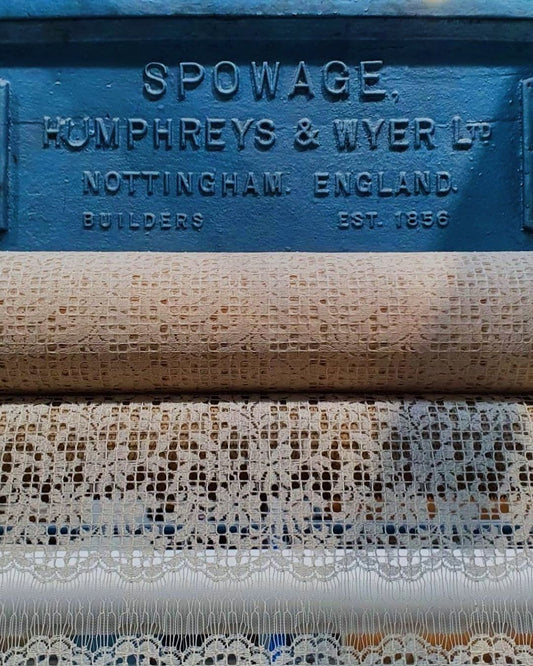 SPOWAGE,
HUMPHREYS & WYER LTD
NOTTINGHAM. ENGLAND.
BUILDERS EST. 1856